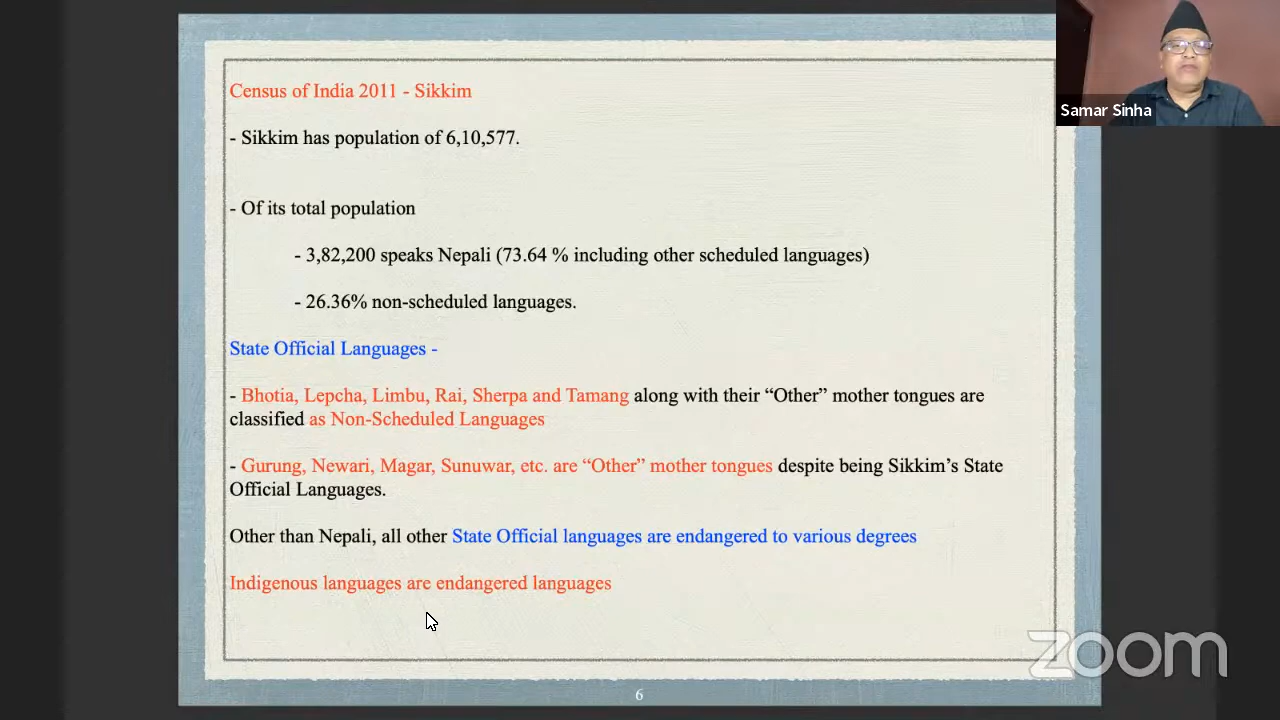 Census of India 2011 - Sikkim
- Sikkim has population of 6,10,577.
- Of its total population
- 3,82,200 speaks Nepali (73.64 % including other scheduled languages)
- 26.36% non-scheduled languages.
State Official Languages -
- Bhotia, Lepcha, Limbu, Rai, Sherpa and Tamang along with their “Other” mother tongues are
classified as Non-Scheduled Languages
- Gurung, Newari, Magar, Sunuwar, etc. are “Other” mother tongues despite being Sikkim’s State
Official Languages.
Other than Nepali, all other State Official languages are endangered to various degrees
Indigenous languages are endangered languages
6
Samar Sinha
zoom